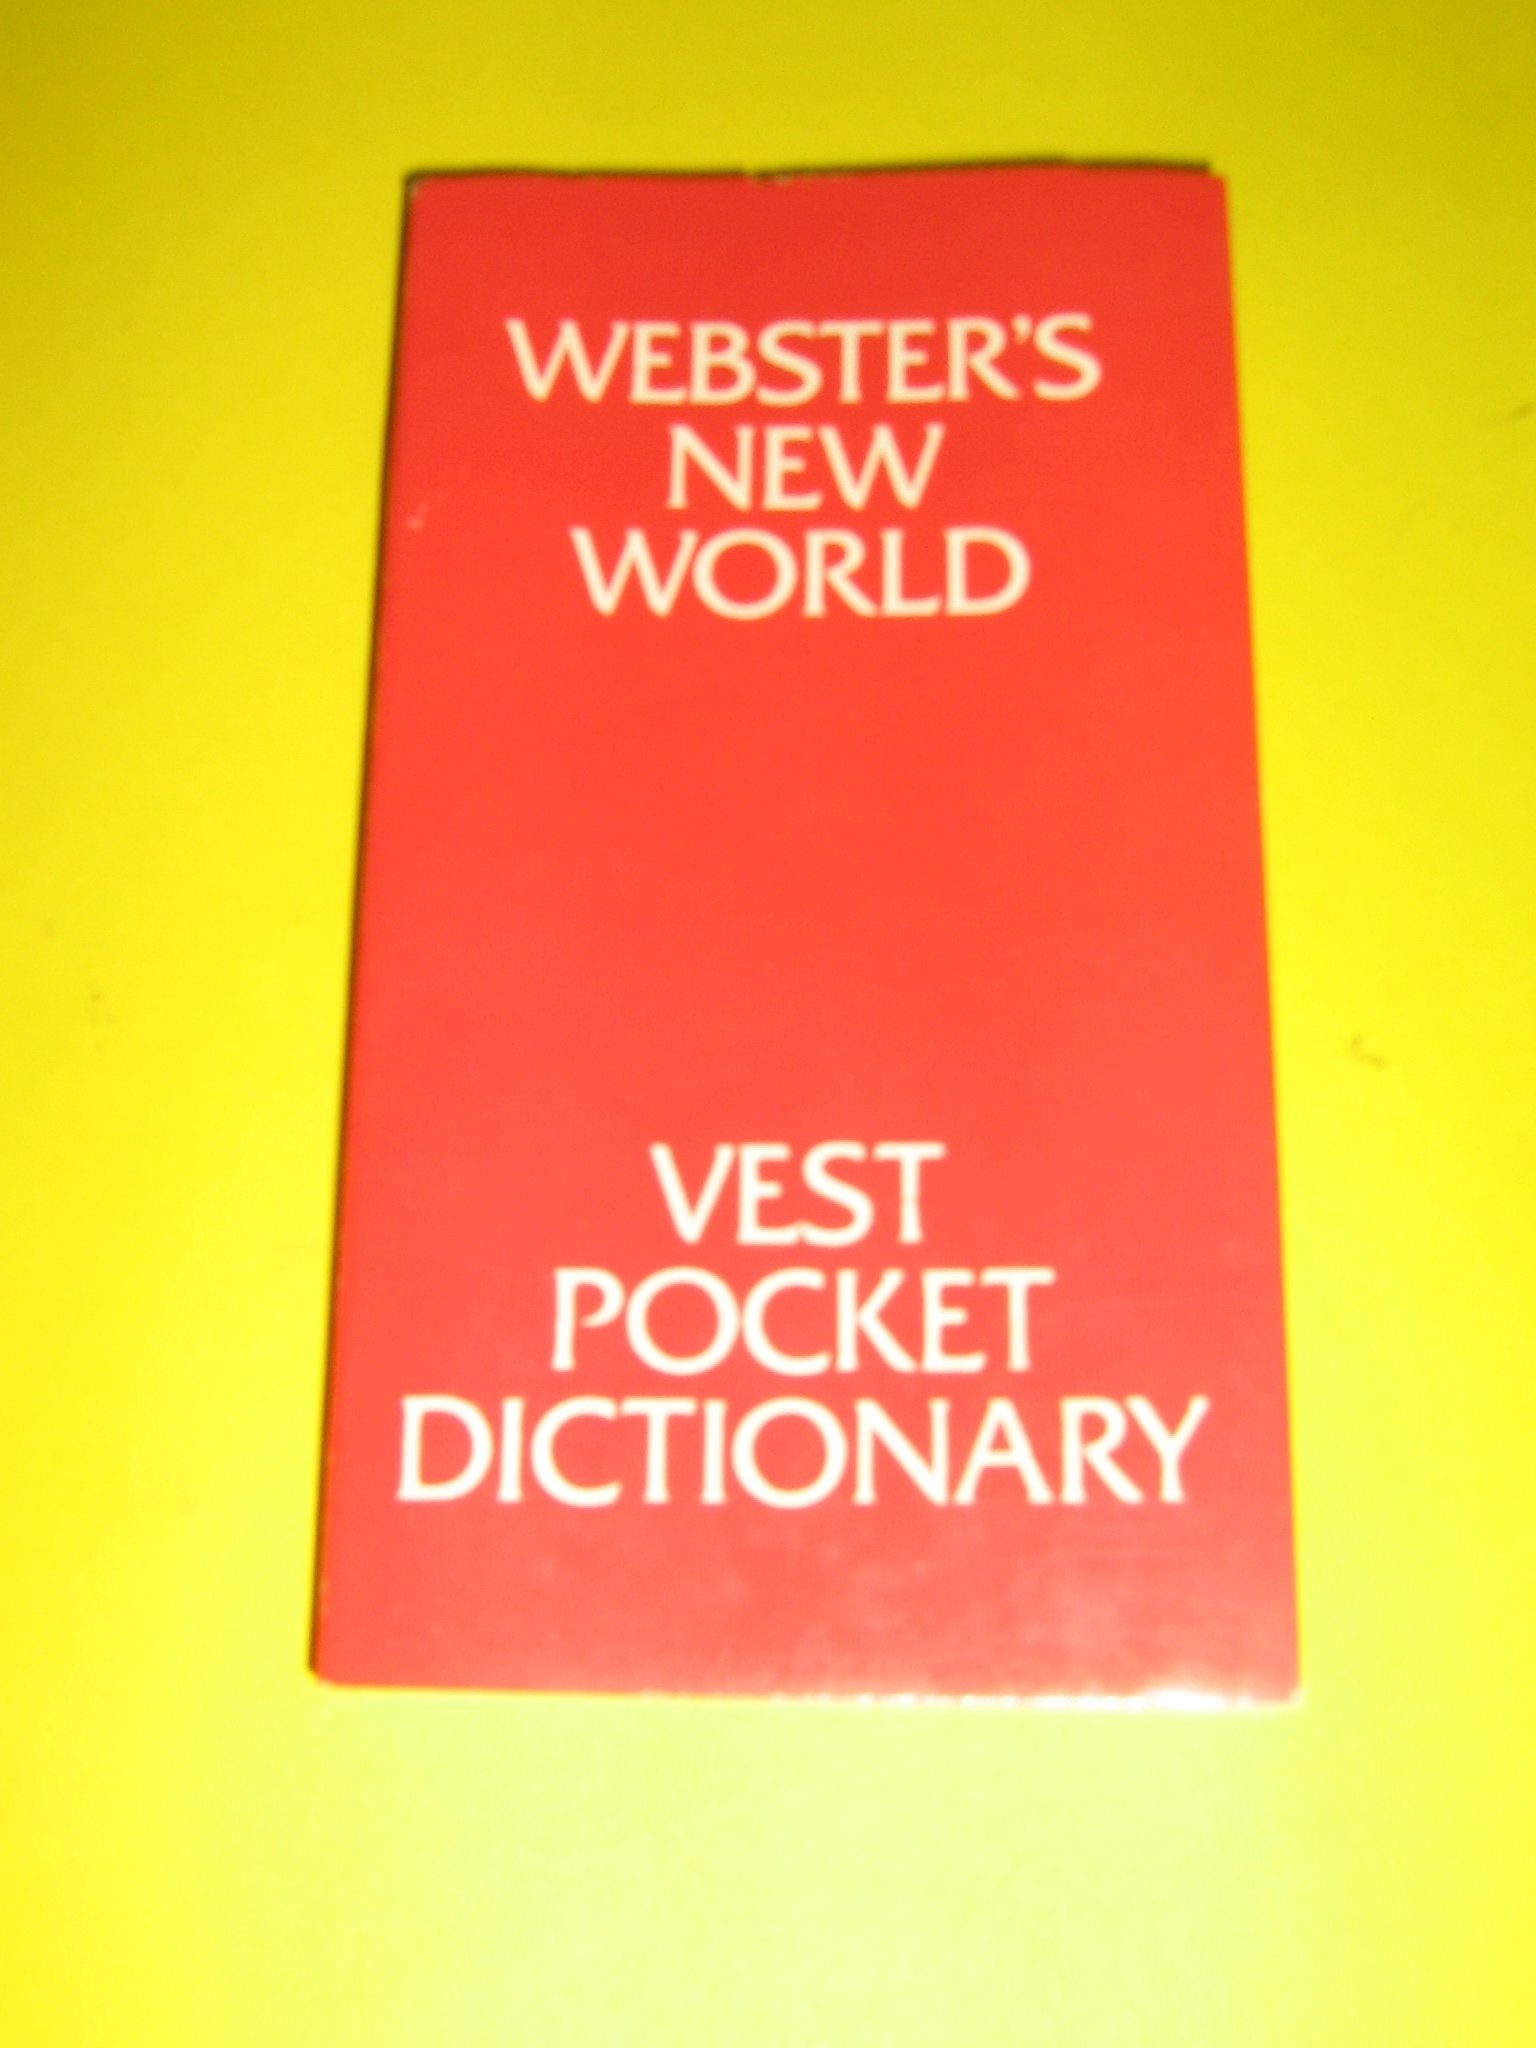 WEBSTER'S
NEW
WORLD
VEST
POCKET
DICTIONARY